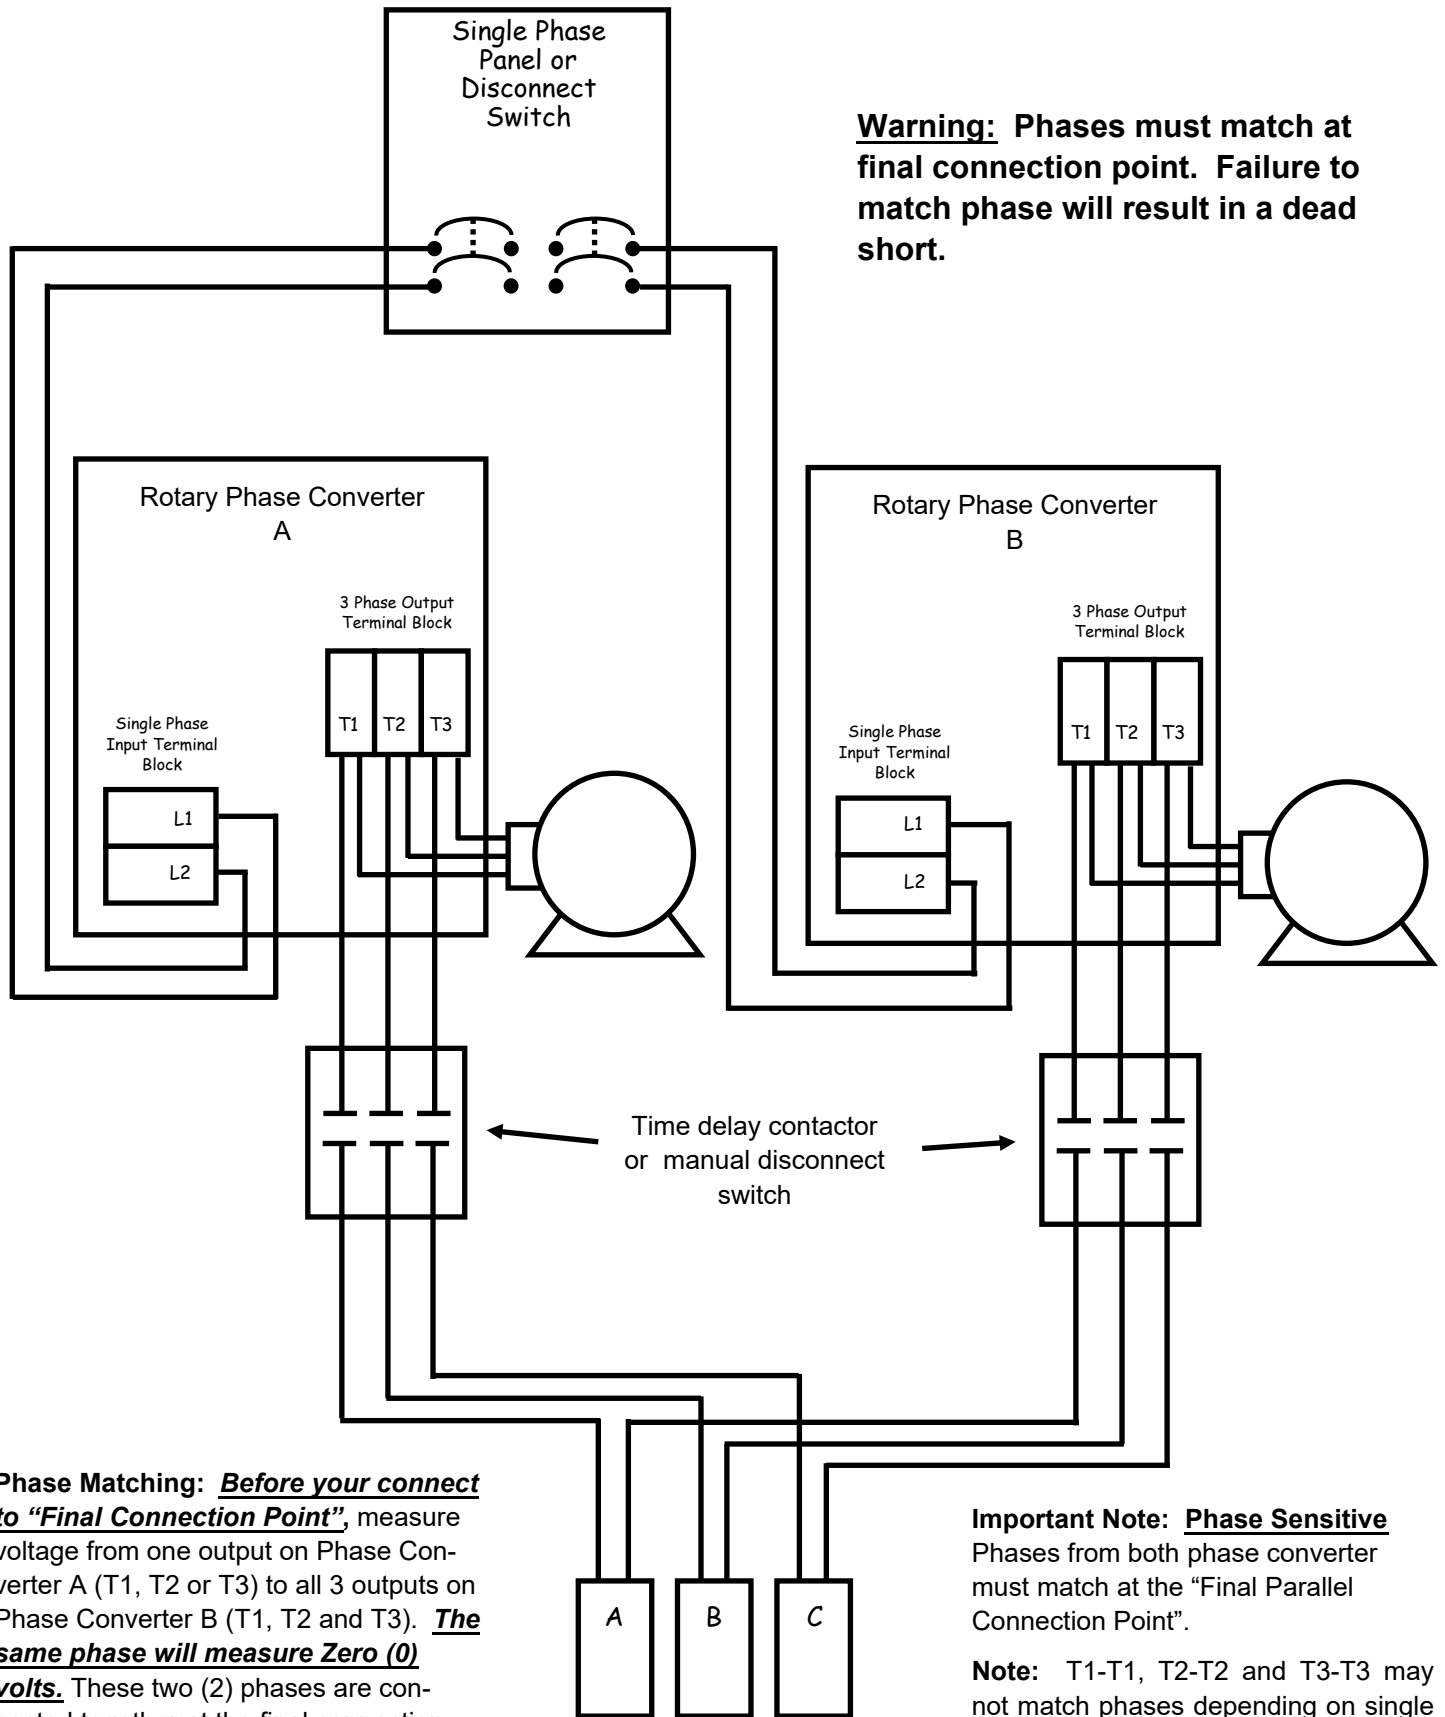 Single Phase
Panel or
Disconnect
Switch
Warning: Phases must match at
final connection point. Failure to
match phase will result in a dead
short.
Rotary Phase Converter
A
3 Phase Output
Terminal Block
T1 T2 T3
Single Phase
Input Terminal
Block
L1
L2
Rotary Phase Converter
B
3 Phase Output
Terminal Block
T1 T2 T3
Single Phase
Input Terminal
Block
L1
L2
Time delay contactor
or manual disconnect
switch
Phase Matching: Before your connect
to “Final Connection Point”, measure
voltage from one output on Phase Con-
verter A (T1, T2 or T3) to all 3 outputs on
Phase Converter B (T1, T2 and T3). The
same phase will measure Zero (0)
volts. These two (2) phases are con-
A B C
Important Note: Phase Sensitive
Phases from both phase converter
must match at the “Final Parallel
Connection Point”.
Note: T1-T1, T2-T2 and T3-T3 may
not match phases depending on single